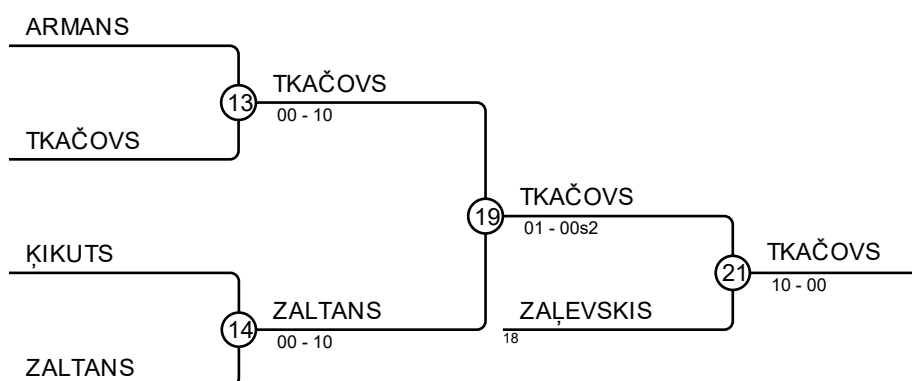 ARMANS
13
TKAČOVS
00 - 10
TKAČOVS
19
TKAČOVS
01 - 00s2
ĶIKUTS
21
TKAČOVS
10 - 00
14
ZALTANS
00 - 10
ZAĻEVSKIS
18
ZALTANS